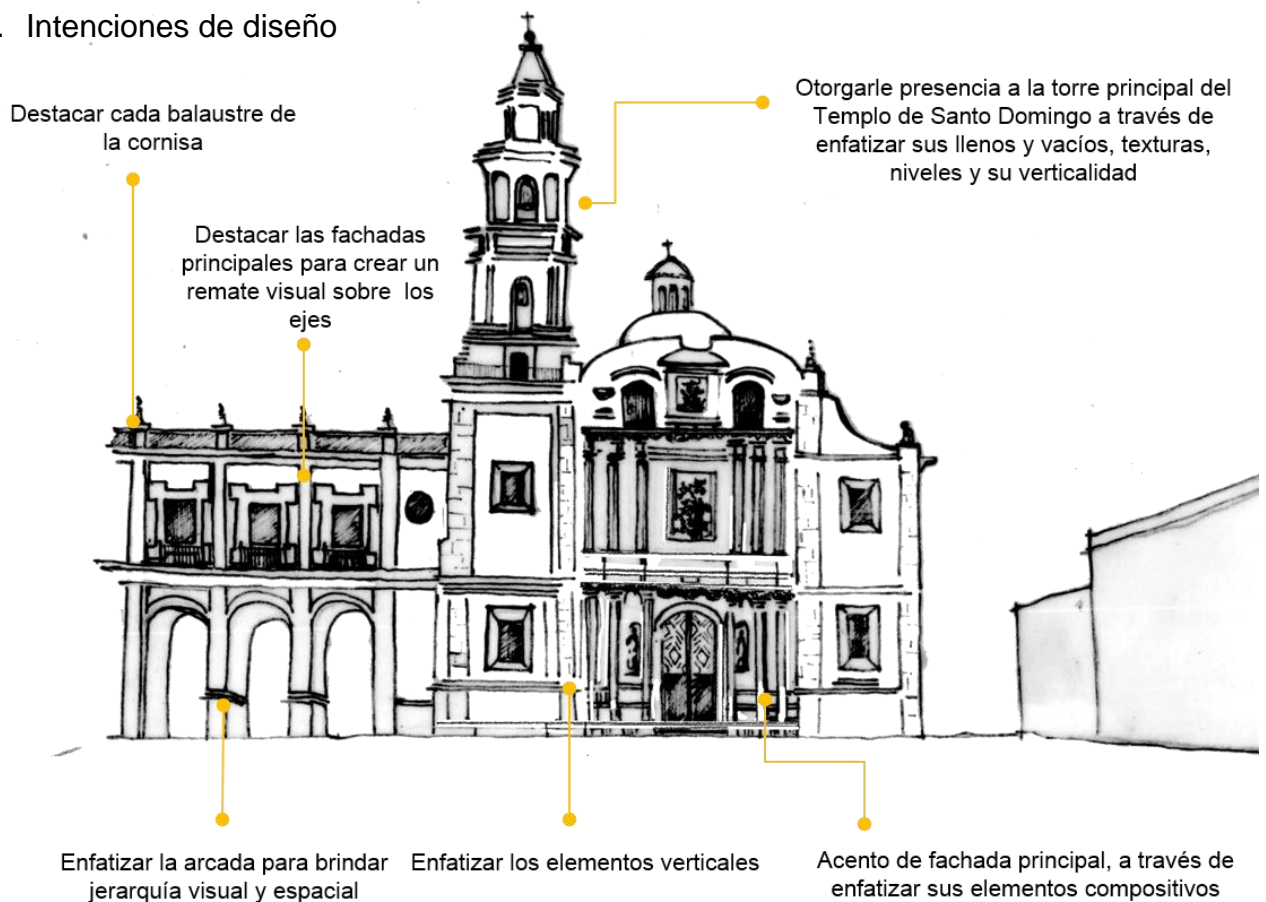 . Intenciones de diseño
Destacar cada balaustre de
la cornisa
Otorgarle presencia a la torre principal del
Templo de Santo Domingo a través de
enfatizar sus llenos y vacíos, texturas,
niveles y su verticalidad
Destacar las fachadas
principales para crear un
remate visual sobre los
ejes
Enfatizar la arcada para brindar
jerarquía visual y espacial
Enfatizar los elementos verticales
Acento de fachada principal, a través de
enfatizar sus elementos compositivos